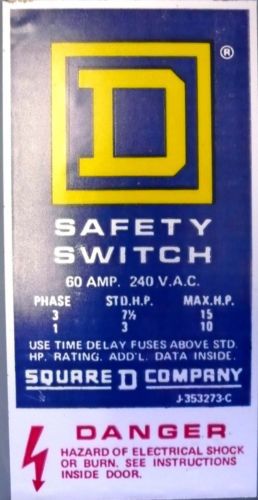 D ®
SAFETY
SWITCH
60 AMP. 240 V.A.C.
PHASE STD.H.P. MAX.H.P.
3 7½ 15
1 3 10
USE TIME DELAY FUSES ABOVE STD.
HP. RATING. ADD'L. DATA INSIDE.
SQUARE D COMPANY
J-353273-C
DANGER
HAZARD OF ELECTRICAL SHOCK
OR BURN. SEE INSTRUCTIONS
INSIDE DOOR.